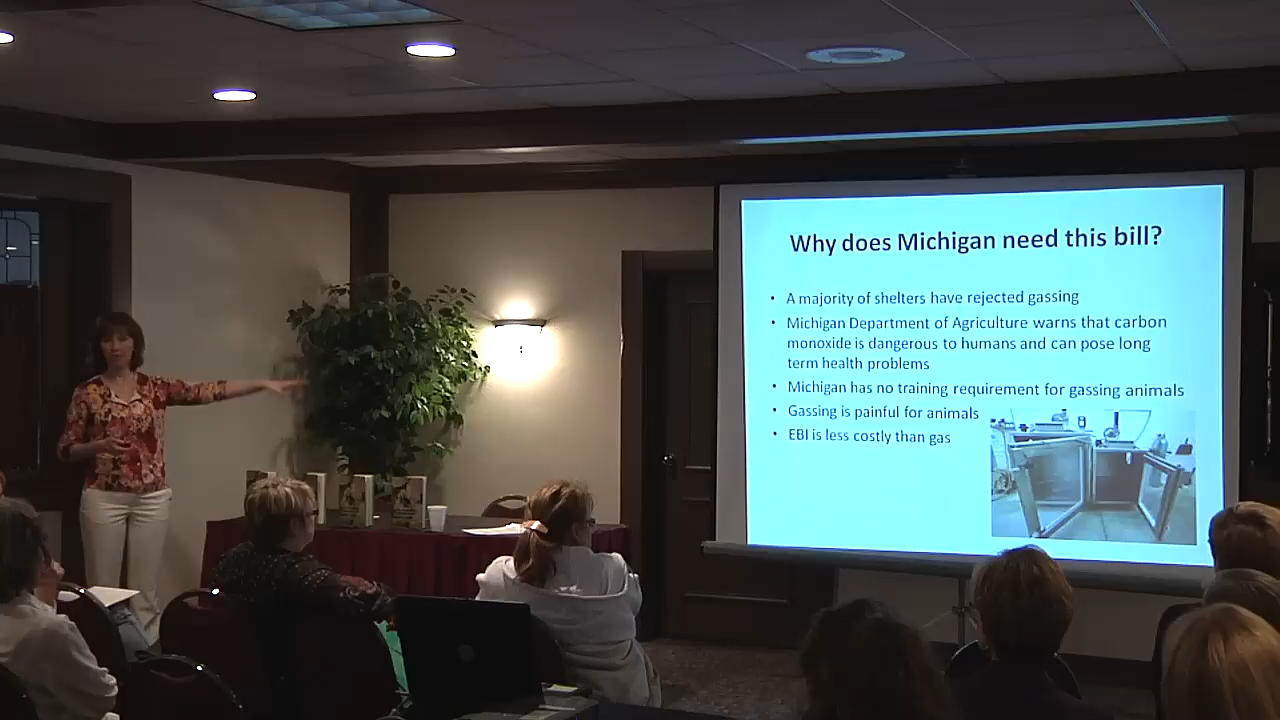 Why does Michigan need this bill?
• A majority of shelters have rejected gassing
• Michigan Department of Agriculture warns that carbon
monoxide is dangerous to humans and can pose long
term health problems
• Michigan has no training requirement for gassing animals
• Gassing is painful for animals
• EBI is less costly than gas